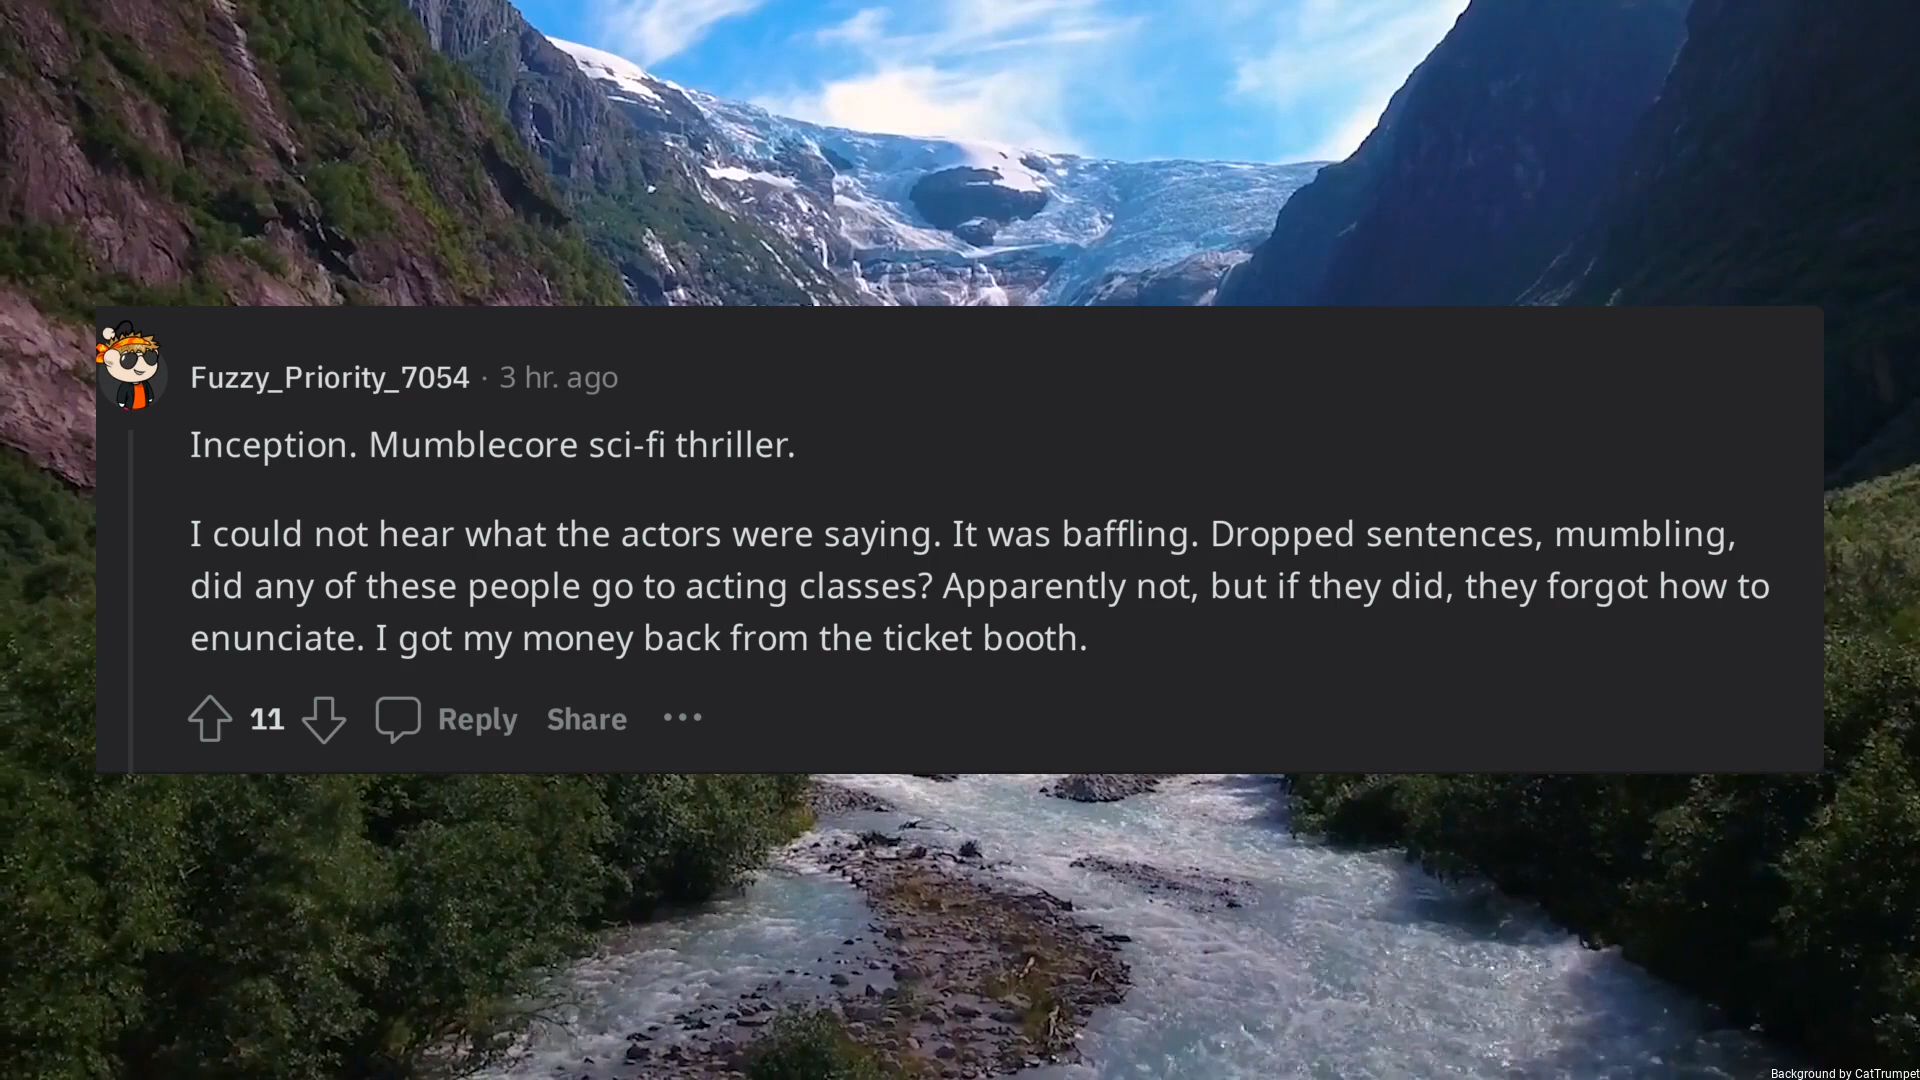 Fuzzy_Priority_7054 · 3 hr. ago
Inception. Mumblecore sci-fi thriller.
I could not hear what the actors were saying. It was baffling. Dropped sentences, mumbling,
did any of these people go to acting classes? Apparently not, but if they did, they forgot how to
enunciate. I got my money back from the ticket booth.
11 Reply Share •••
Background by CatTrumpet